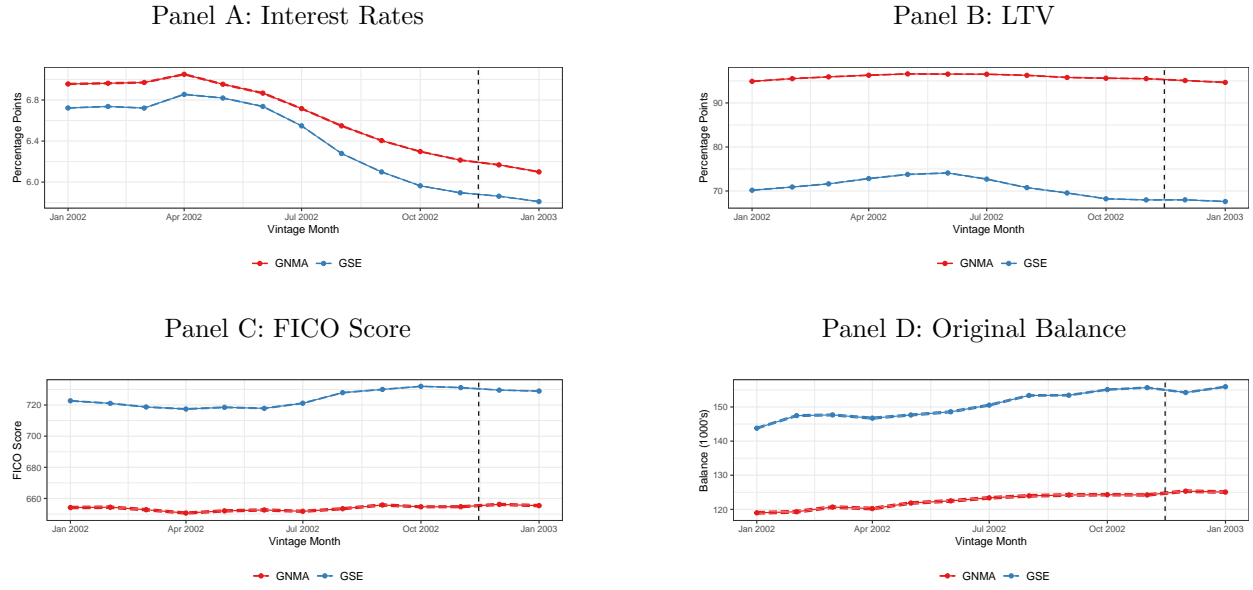 Panel A: Interest Rates
Percentage Points
6.8
6.4
6.0
Jan 2002
Apr 2002
Jul 2002
Oct 2002
Jan 2003
Vintage Month
GNMA
GSE
Panel B: LTV
Percentage Points
90
80
70
Jan 2002
Apr 2002
Jul 2002
Oct 2002
Jan 2003
Vintage Month
GNMA
GSE
Panel C: FICO Score
FICO Score
720
700
680
660
Jan 2002
Apr 2002
Jul 2002
Oct 2002
Jan 2003
Vintage Month
GNMA
GSE
Panel D: Original Balance
Balance (1000's)
150
140
130
120
Jan 2002
Apr 2002
Jul 2002
Oct 2002
Jan 2003
Vintage Month
GNMA
GSE